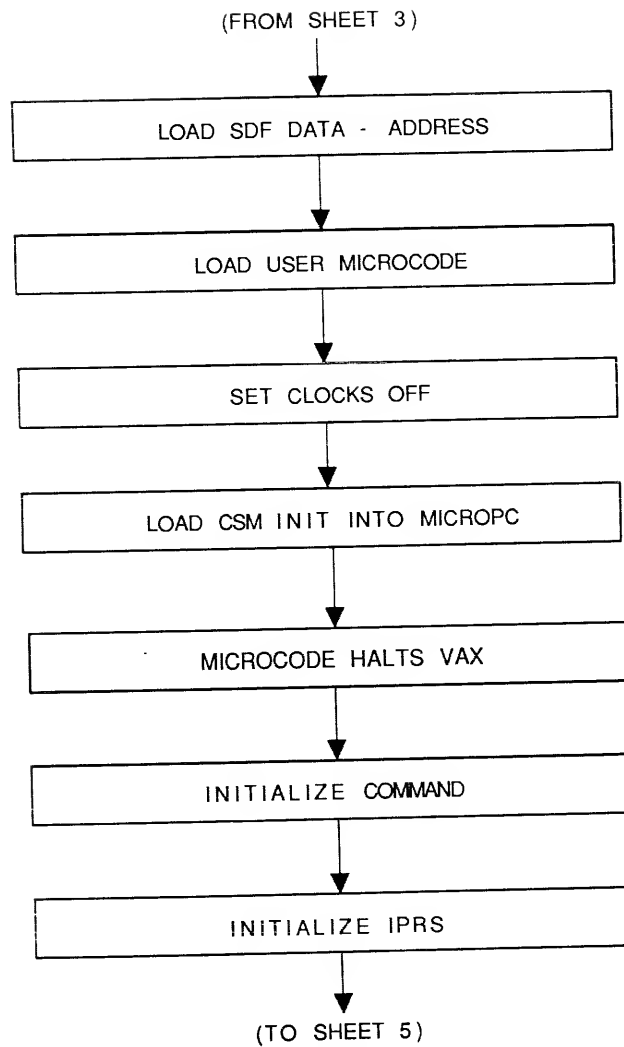 (FROM SHEET 3)
LOAD SDF DATA - ADDRESS
LOAD USER MICROCODE
SET CLOCKS OFF
LOAD CSM INIT INTO MICROPC
MICROCODE HALTS VAX
INITIALIZE COMMAND
INITIALIZE IPRS
(TO SHEET 5)